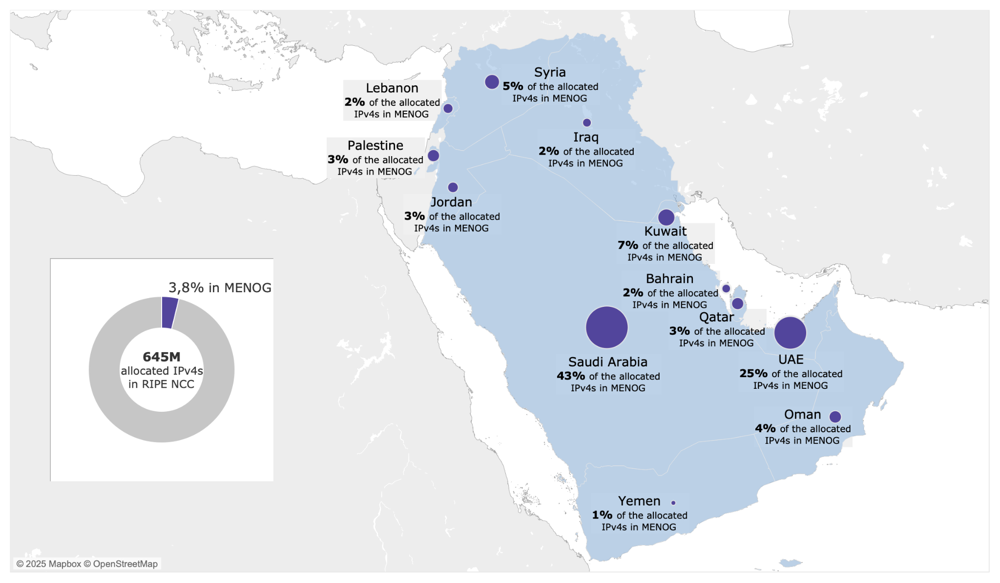 Syria
5% of the allocated
IPv4s in MENOG
Lebanon
2% of the allocated
IPv4s in MENOG
Iraq
2% of the allocated
IPv4s in MENOG
Palestine
3% of the allocated
IPv4s in MENOG
Jordan
3% of the allocated
IPv4s in MENOG
Kuwait
7% of the allocated
IPv4s in MENOG
Bahrain
2% of the allocated
IPv4s in MENOG
Qatar
3% of the allocated
IPv4s in MENOG
Saudi Arabia
43% of the allocated
IPv4s in MENOG
UAE
25% of the allocated
IPv4s in MENOG
Oman
4% of the allocated
IPv4s in MENOG
Yemen
1% of the allocated
IPv4s in MENOG
3,8% in MENOG
645M
allocated IPv4s
in RIPE NCC
© 2025 Mapbox © OpenStreetMap